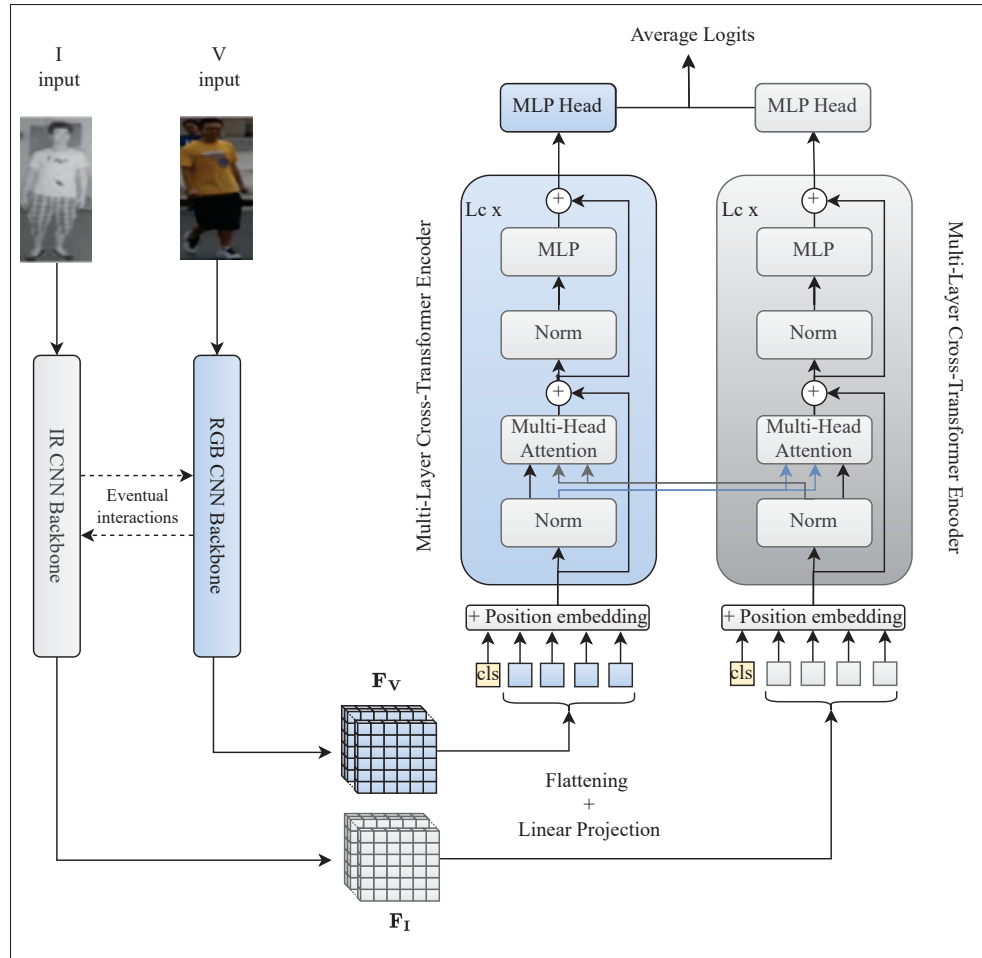 I
input
V
input
IR CNN Backbone
RGB CNN Backbone
Eventual
interactions
F_V
F_I
Flattening
+
Linear Projection
cls
+ Position embedding
Multi-Layer Cross-Transformer Encoder
Lc x
Norm
Multi-Head
Attention
+
Norm
MLP
+
MLP Head
Average Logits
cls
+ Position embedding
Multi-Layer Cross-Transformer Encoder
Lc x
Norm
Multi-Head
Attention
+
Norm
MLP
+
MLP Head